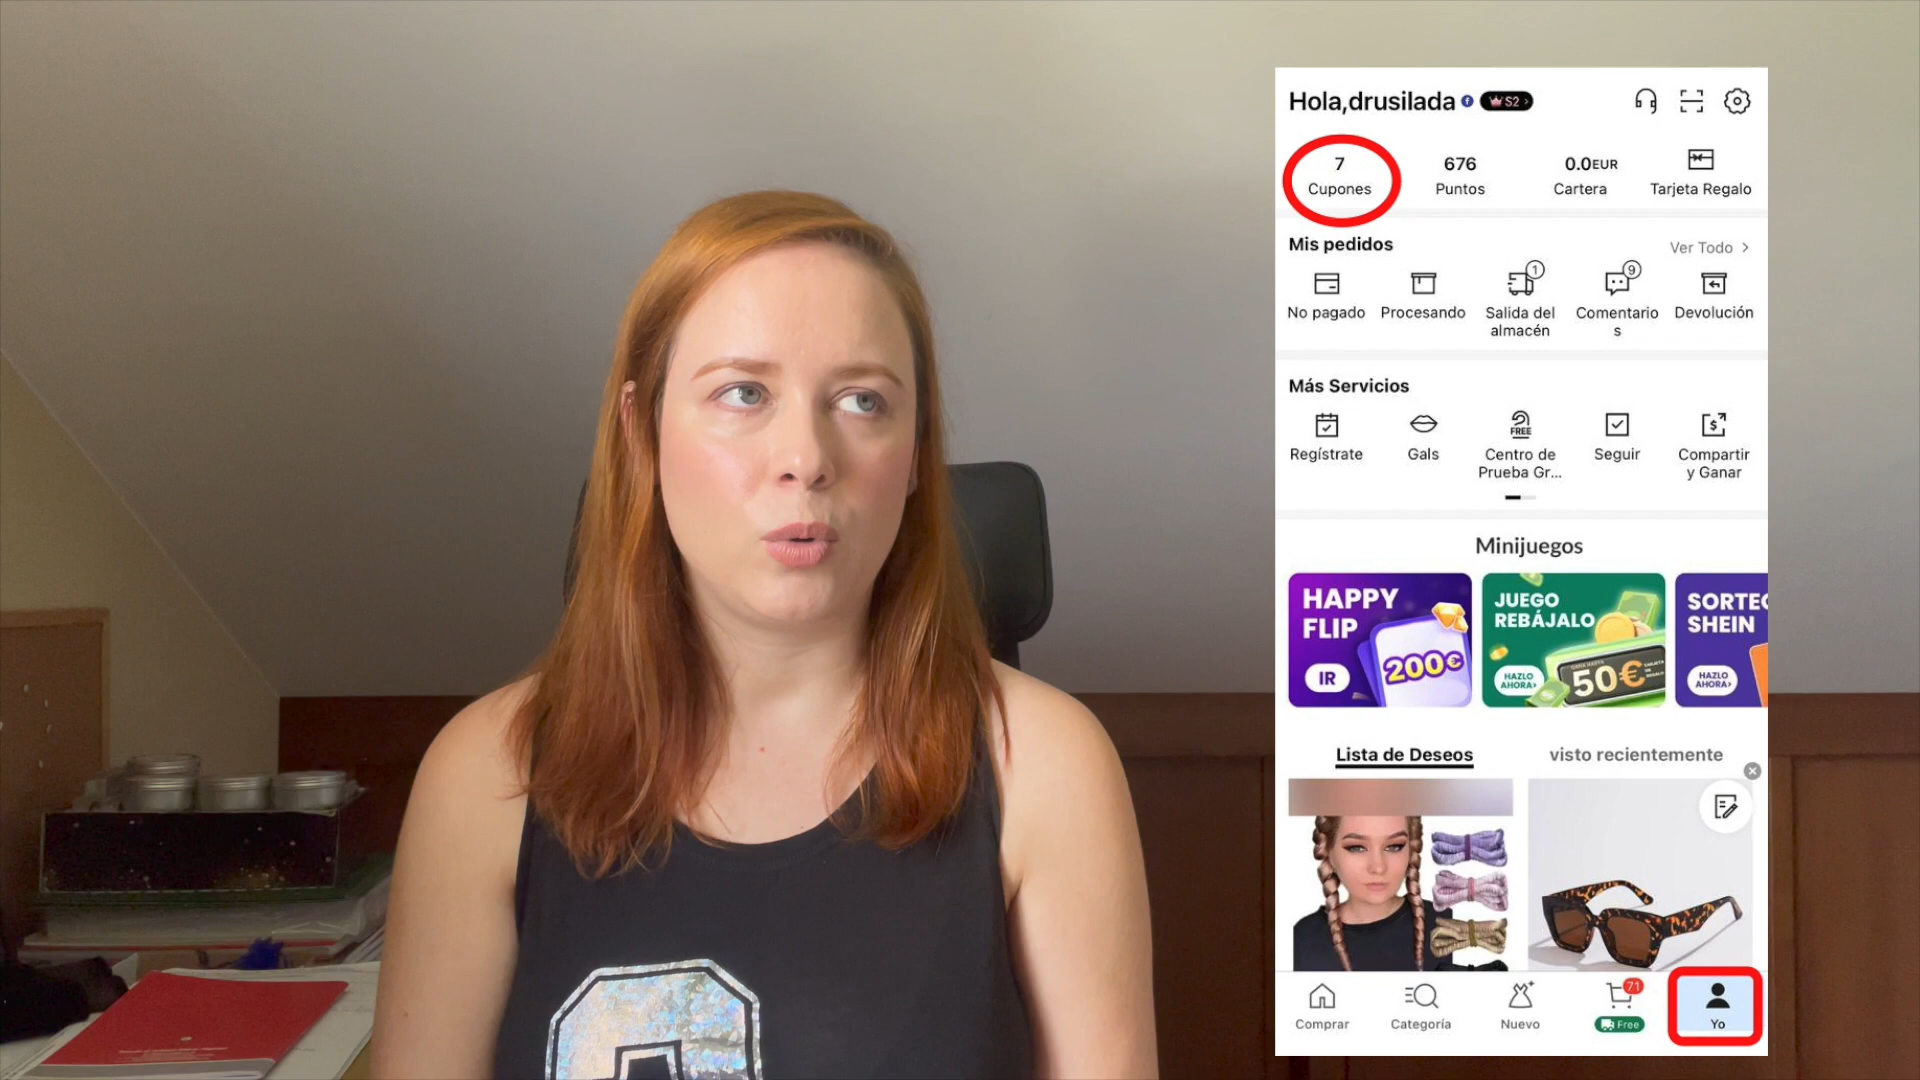 Hola,drusilada
S2
7
Cupones
676
Puntos
0.0EUR
Cartera
Tarjeta Regalo
Mis pedidos
Ver Todo
1
9
No pagado
Procesando
Salida del
almacén
Comentario
s
Devolución
Más Servicios
FREE
Regístrate
Gals
Centro de
Prueba Gr...
Seguir
Compartir
y Ganar
Minijuegos
HAPPY
FLIP
IR
200€
JUEGO
REBÁJALO
HAZLO
AHORA
50€
SORTEO
SHEIN
HAZLO
AHORA
Lista de Deseos
visto recientemente
71
Comprar
Categoría
Nuevo
Free
Yo